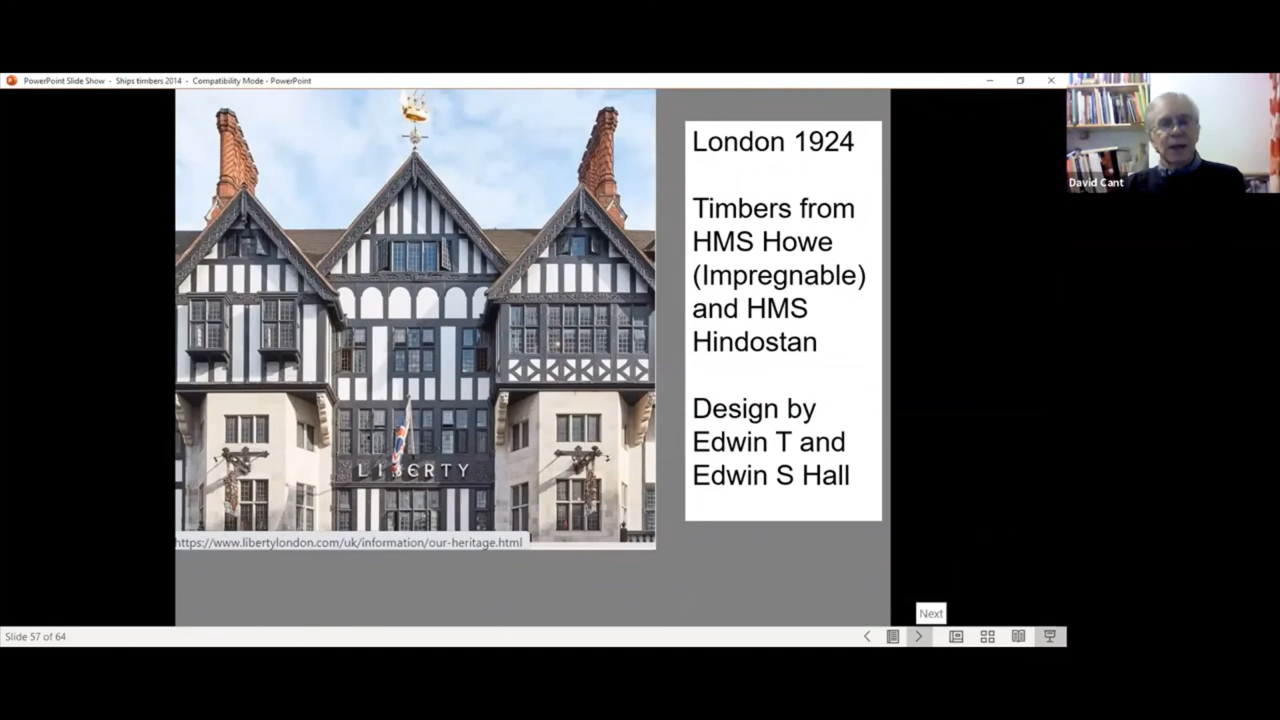 PowerPoint Slide Show - Ships timbers 2014 - Compatibility Mode - PowerPoint
London 1924
Timbers from
HMS Howe
(Impregnable)
and HMS
Hindostan
Design by
Edwin T and
Edwin S Hall
LIBERTY
https://www.libertylondon.com/uk/information/our-heritage.html
David Cant
Next
Slide 57 of 64